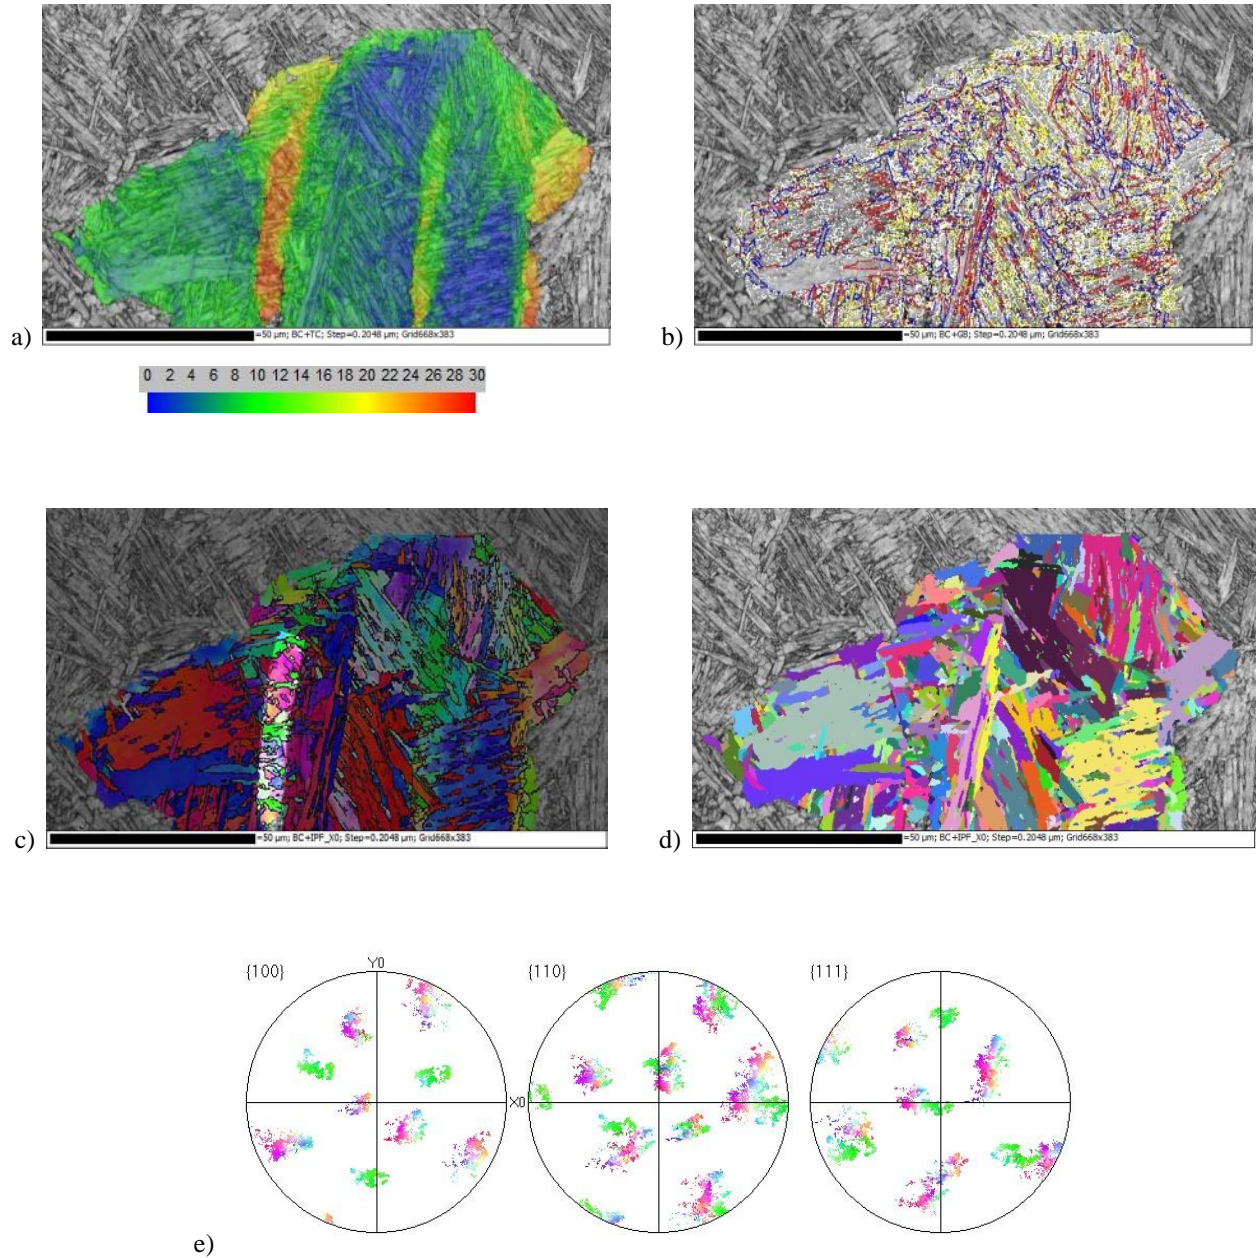 a)
=50 µm; BC+TC; Step=0.2048 µm; Grid668x383
b)
=50 µm; BC+GB; Step=0.2048 µm; Grid668x383
0 2 4 6 8 10 12 14 16 18 20 22 24 26 28 30
c)
=50 µm; BC+IPF_X0; Step=0.2048 µm; Grid668x383
d)
=50 µm; BC+IPF_X0; Step=0.2048 µm; Grid668x383
{100}
Y0
X0
{110}
{111}
e)